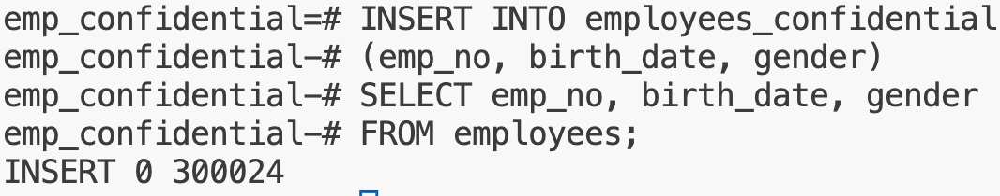 emp_confidential=# INSERT INTO employees_confidential
emp_confidential-# (emp_no, birth_date, gender)
emp_confidential-# SELECT emp_no, birth_date, gender
emp_confidential-# FROM employees;
INSERT 0 300024